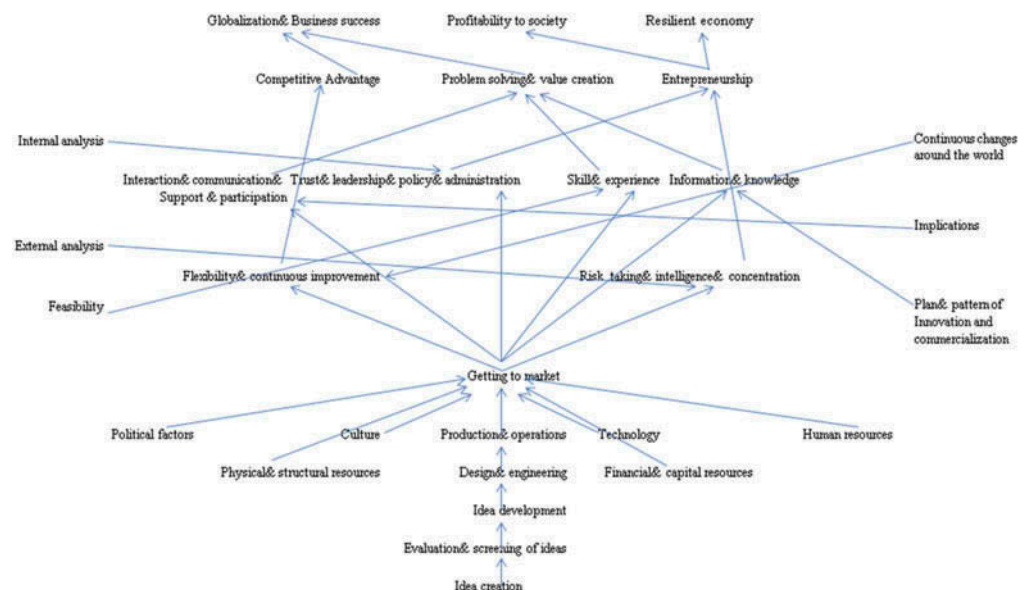 Globalization& Business success
Profitability to society
Resilient economy
Competitive Advantage
Problem solving& value creation
Entrepreneurship
Internal analysis
Continuous changes
around the world
Interaction& communication&
Support & participation
Trust& leadership& policy& administration
Skill& experience
Information& knowledge
Implications
External analysis
Flexibility& continuous improvement
Risk taking& intelligence& concentration
Feasibility
Plan& pattern of
Innovation and
commercialization
Getting to market
Political factors
Culture
Production& operations
Technology
Human resources
Physical& structural resources
Design& engineering
Financial& capital resources
Idea development
Evaluation& screening of ideas
Idea creation